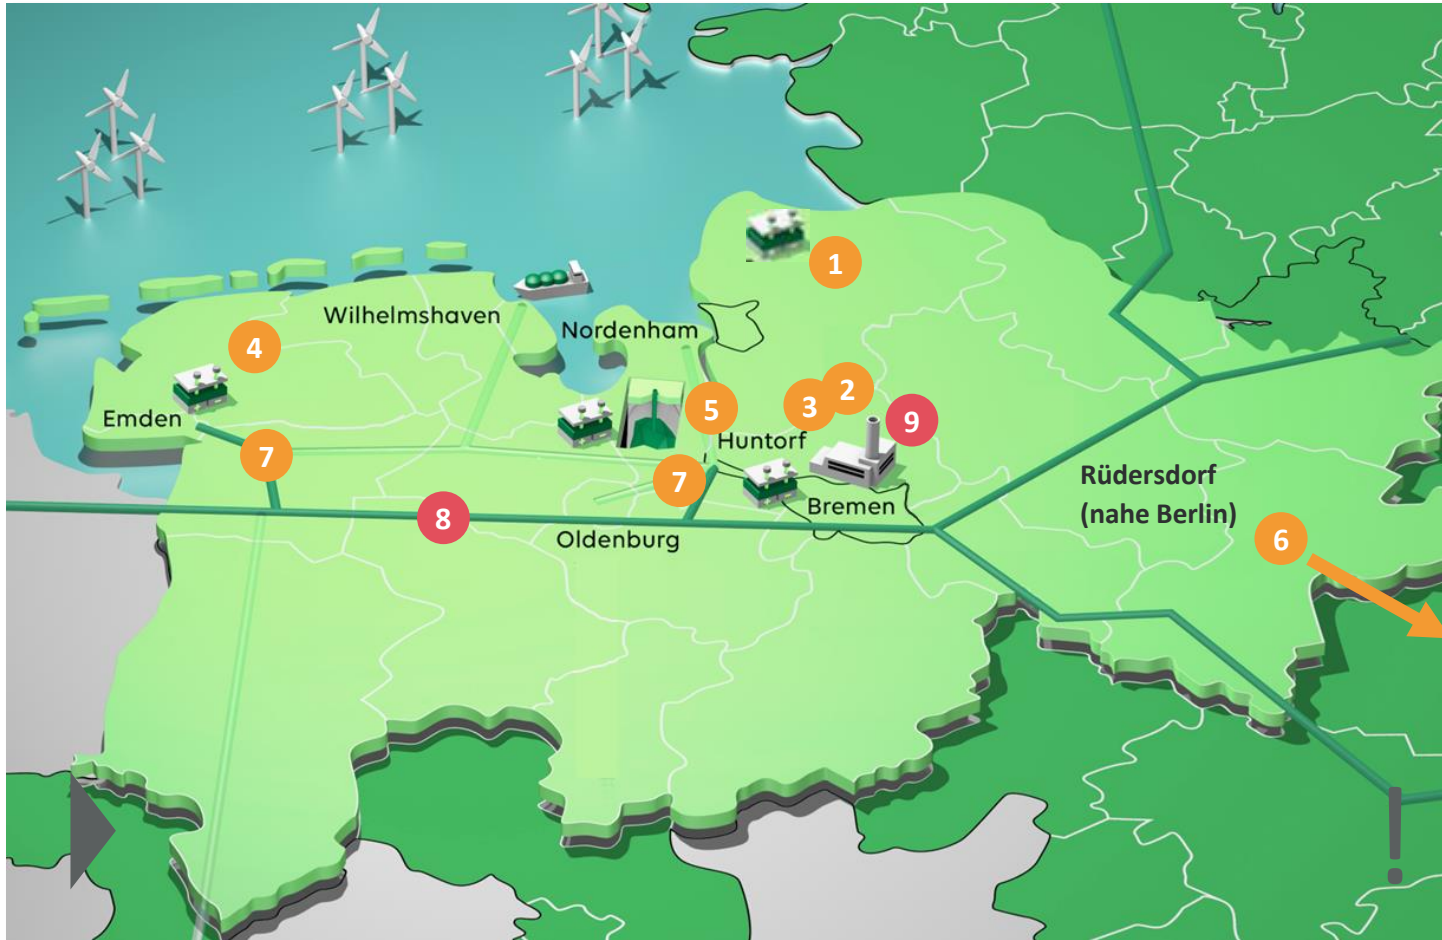 1
Wilhelmshaven
Nordenham
4
2
3
5
9
Emden
Huntorf
7
7
Rüdersdorf
(nahe Berlin)
Bremen
8
Oldenburg
6
!